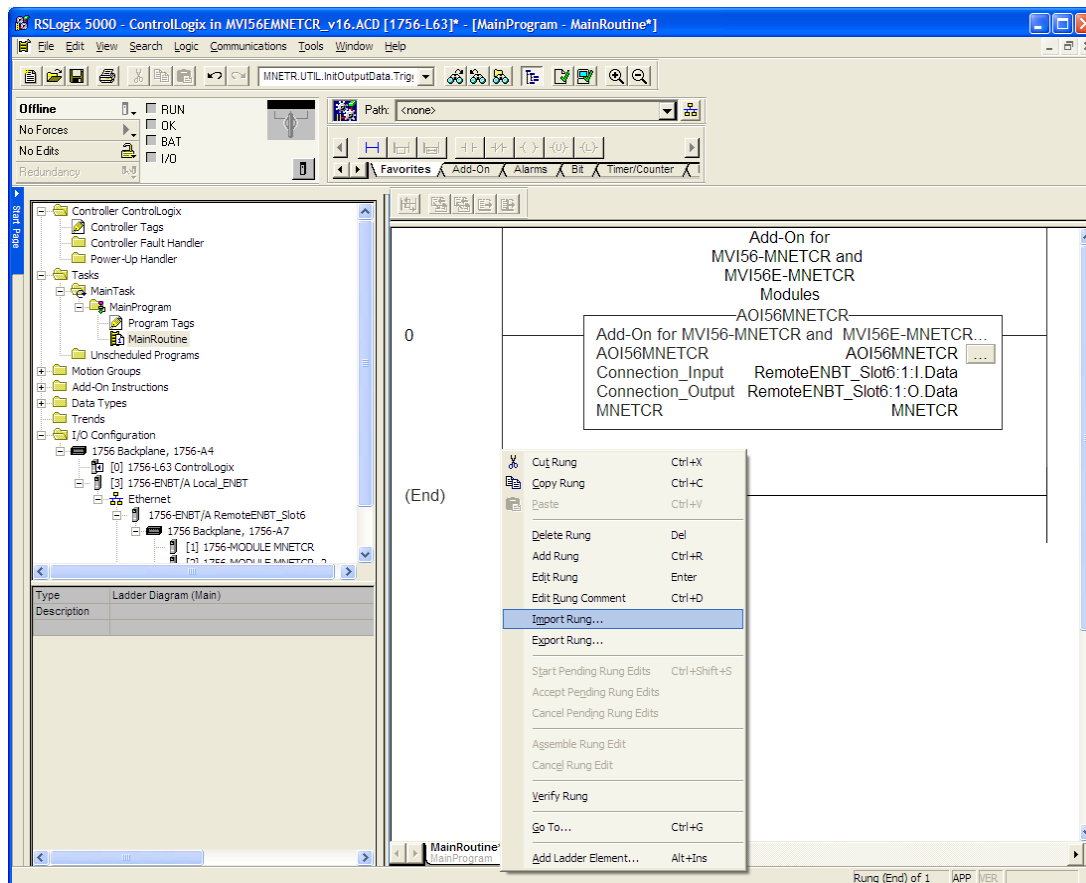 RSLogix 5000 - ControlLogix in MVI56EMNETCR_v16.ACD [1756-L63]* - [MainProgram - MainRoutine*]
File Edit View Search Logic Communications Tools Window Help
MNETR.UTIL.InitOutputData.Trig
Offline
RUN
No Forces
OK
No Edits
BAT
Redundancy
I/O
Path: <none>
Favorites Add-On Alarms Bit Timer/Counter
Start Page
Controller ControlLogix
Controller Tags
Controller Fault Handler
Power-Up Handler
Tasks
MainTask
MainProgram
Program Tags
MainRoutine
Unscheduled Programs
Motion Groups
Add-On Instructions
Data Types
Trends
I/O Configuration
1756 Backplane, 1756-A4
[0] 1756-L63 ControlLogix
[3] 1756-ENBT/A Local_ENBT
Ethernet
1756-ENBT/A RemoteENBT_Slot6
1756 Backplane, 1756-A7
[1] 1756-MODULE MNETCR
[2] 1756-MODULE MNETCR_2
Type Ladder Diagram (Main)
Description
Add-On for
MVI56-MNETCR and
MVI56E-MNETCR
Modules
AOI56MNETCR
0
Add-On for MVI56-MNETCR and MVI56E-MNETCR...
AOI56MNETCR AOI56MNETCR ...
Connection_Input RemoteENBT_Slot6:1:I.Data
Connection_Output RemoteENBT_Slot6:1:O.Data
MNETCR MNETCR
(End)
Cut Rung Ctrl+X
Copy Rung Ctrl+C
Paste Ctrl+V
Delete Rung Del
Add Rung Ctrl+R
Edit Rung Enter
Edit Rung Comment Ctrl+D
Import Rung...
Export Rung...
Start Pending Rung Edits Ctrl+Shift+S
Accept Pending Rung Edits
Cancel Pending Rung Edits
Assemble Rung Edit
Cancel Rung Edit
Verify Rung
Go To... Ctrl+G
Add Ladder Element... Alt+Ins
MainRoutine*
MainProgram
Rung (End) of 1 APP VER